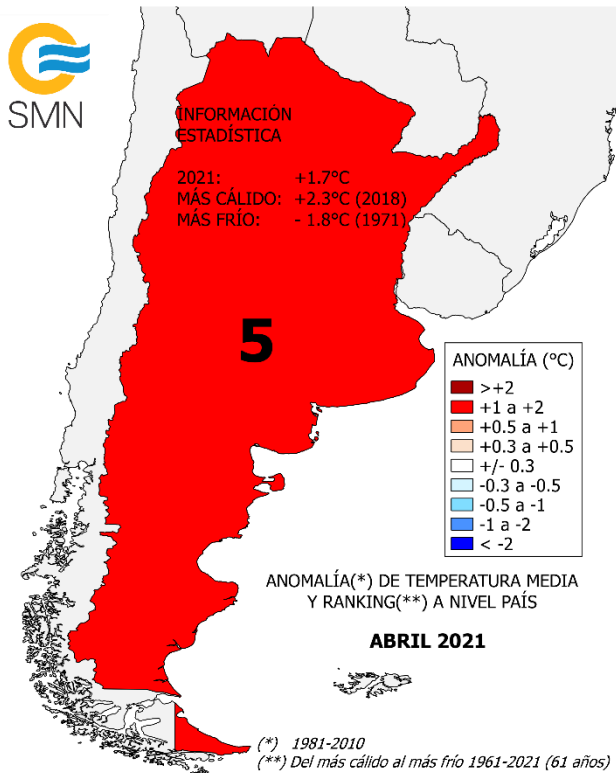 SMN
INFORMACIÓN
ESTADÍSTICA
2021: +1.7°C
MÁS CÁLIDO: +2.3°C (2018)
MÁS FRÍO: - 1.8°C (1971)
5
ANOMALÍA (°C)
>+2
+1 a +2
+0.5 a +1
+0.3 a +0.5
+/- 0.3
-0.3 a -0.5
-0.5 a -1
-1 a -2
< -2
ANOMALÍA(*) DE TEMPERATURA MEDIA
Y RANKING(**) A NIVEL PAÍS
ABRIL 2021
(*) 1981-2010
(**) Del más cálido al más frío 1961-2021 (61 años)